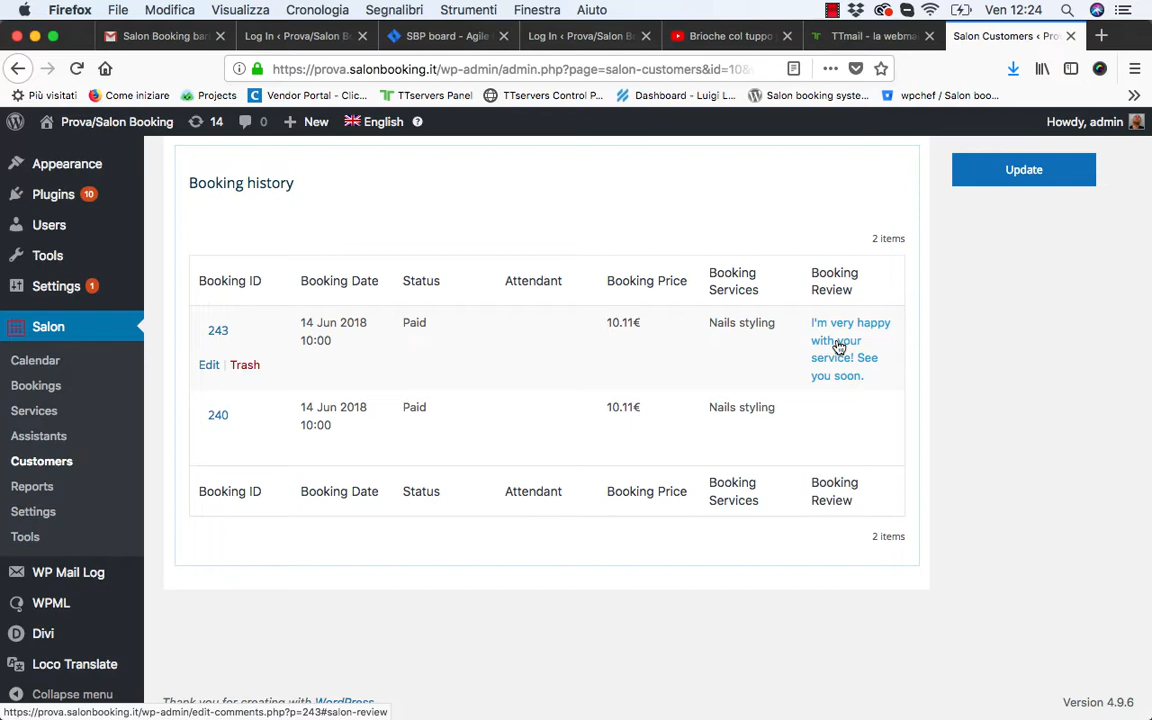 Firefox File Modifica Visualizza Cronologia Segnalibri Strumenti Finestra Aiuto Ven 12:24
Salon Booking bar Log In ‹ Prova/Salon Bo SBP board - Agile Log In ‹ Prova/Salon Bo Brioche col tuppo TTmail - la webma Salon Customers ‹ Pro
https://prova.salonbooking.it/wp-admin/admin.php?page=salon-customers&id=10&
Più visitati Come iniziare Projects Vendor Portal - Clic... TTservers Panel TTservers Control P... Dashboard - Luigi L... Salon booking syste... wpchef / Salon boo...
Prova/Salon Booking 14 0 New English Howdy, admin
Appearance
Plugins 10
Users
Tools
Settings 1
Salon
Calendar
Bookings
Services
Assistants
Customers
Reports
Settings
Tools
WP Mail Log
WPML
Divi
Loco Translate
Collapse menu
Booking history
Update
2 items
Booking ID Booking Date Status Attendant Booking Price Booking Services Booking Review
243 14 Jun 2018 Paid 10.11€ Nails styling I'm very happy
10:00 with your
service! See
Edit | Trash
you soon.
240 14 Jun 2018 Paid 10.11€ Nails styling
10:00
Booking ID Booking Date Status Attendant Booking Price Booking Services Booking Review
2 items
Thank you for creating with WordPress.
Version 4.9.6
https://prova.salonbooking.it/wp-admin/edit-comments.php?p=243#salon-review